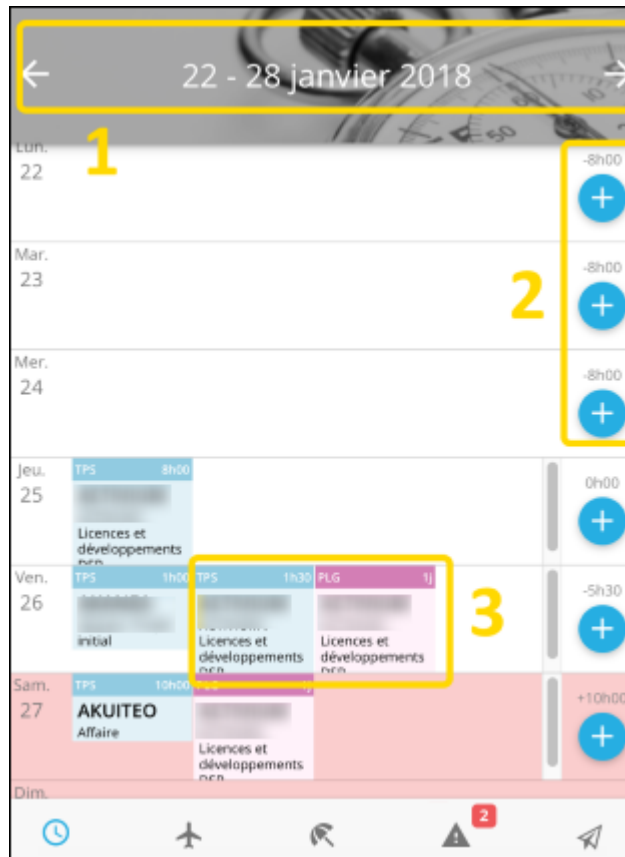 22 - 28 janvier 2018
1
Lun.
22
-8h00
Mar.
23
-8h00
2
Mer.
24
-8h00
Jeu.
25
TPS 8h00
Licences et
développements
0h00
Ven.
26
TPS 1h00
initial
TPS 1h30
Licences et
développements
PLG 1j
Licences et
développements
3
-5h30
Sam.
27
TPS 10h00
AKUITEO
Affaire
Licences et
développements
+10h00
Dim.
2